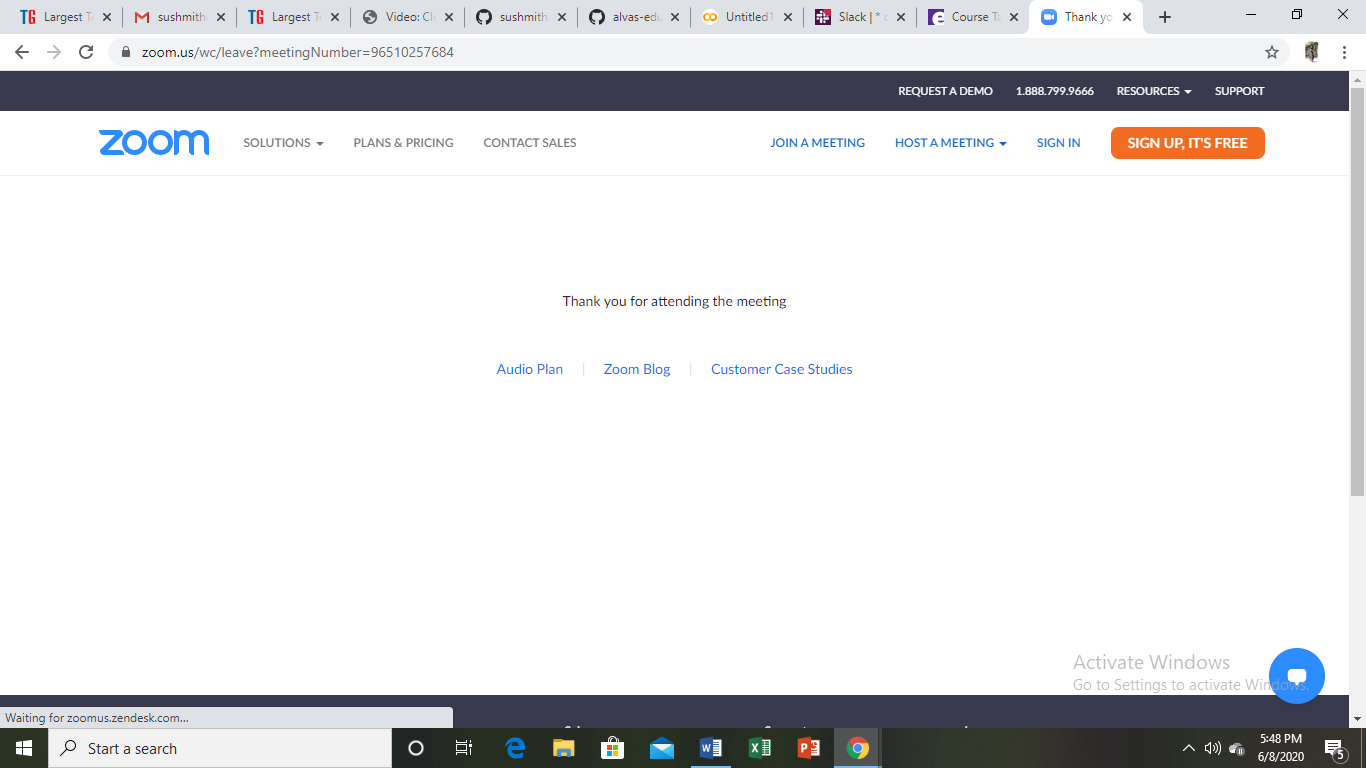 Largest T
sushmith
Largest T
Video: Cl
sushmith
alvas-edu
Untitled1
Slack | * c
Course Ta
Thank yo
zoom.us/wc/leave?meetingNumber=96510257684
REQUEST A DEMO 1.888.799.9666 RESOURCES SUPPORT
zoom SOLUTIONS PLANS & PRICING CONTACT SALES JOIN A MEETING HOST A MEETING SIGN IN SIGN UP, IT'S FREE
Thank you for attending the meeting
Audio Plan | Zoom Blog | Customer Case Studies
Activate Windows
Go to Settings to activate Windows.
Waiting for zoomus.zendesk.com...
Start a search
5:48 PM
6/8/2020
5